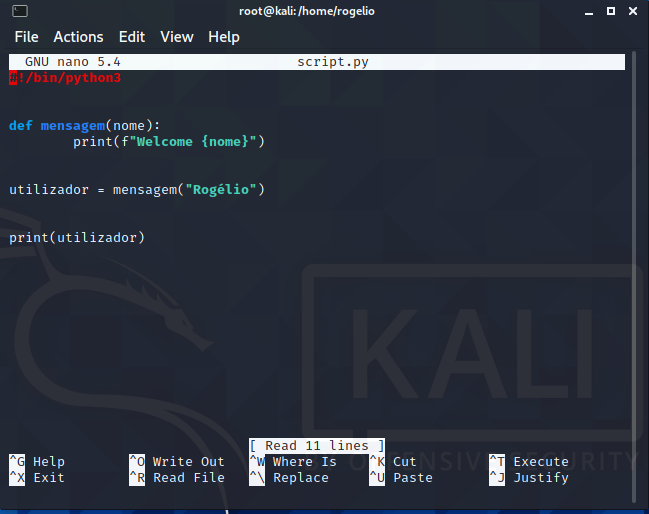 root@kali:/home/rogelio
File Actions Edit View Help
GNU nano 5.4 script.py
#!/bin/python3
def mensagem(nome):
print(f"Welcome {nome}")
utilizador = mensagem("Rogélio")
print(utilizador)
KALI
OFFENSIVE SECURITY
[ Read 11 lines ]
^G Help ^O Write Out ^W Where Is ^K Cut ^T Execute
^X Exit ^R Read File ^\ Replace ^U Paste ^J Justify